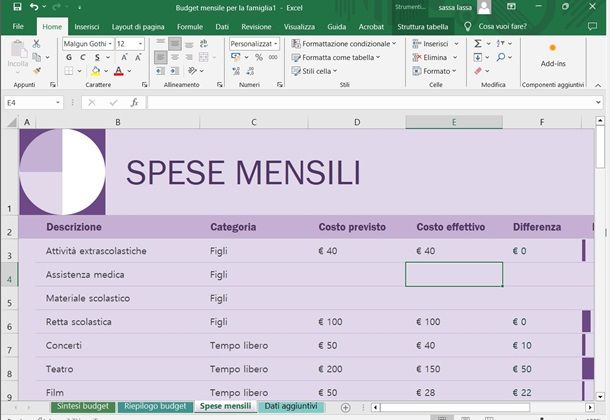 Budget mensile per la famiglia1 - Excel
Strumenti...
sassa lassa
File Home Inserisci Layout di pagina Formule Dati Revisione Visualizza Guida Acrobat Struttura tabella Cosa vuoi fare?
Incolla
Malgun Gothi 12
G C S
Personalizzat
Formattazione condizionale
Formatta come tabella
Stili cella
Inserisci
Elimina
Formato
Add-ins
Appunti Carattere Allineamento Numeri Stili Celle Modifica Componenti aggiuntivi
E4 fx
A B C D E F
1 SPESE MENSILI
2 Descrizione Categoria Costo previsto Costo effettivo Differenza
3 Attività extrascolastiche Figli € 40 € 40 € 0
4 Assistenza medica Figli
5 Materiale scolastico Figli
6 Retta scolastica Figli € 100 € 100 € 0
7 Concerti Tempo libero € 50 € 40 € 10
8 Teatro Tempo libero € 200 € 150 € 50
9 Film Tempo libero € 50 € 28 € 22
Sintesi budget Riepilogo budget Spese mensili Dati aggiuntivi